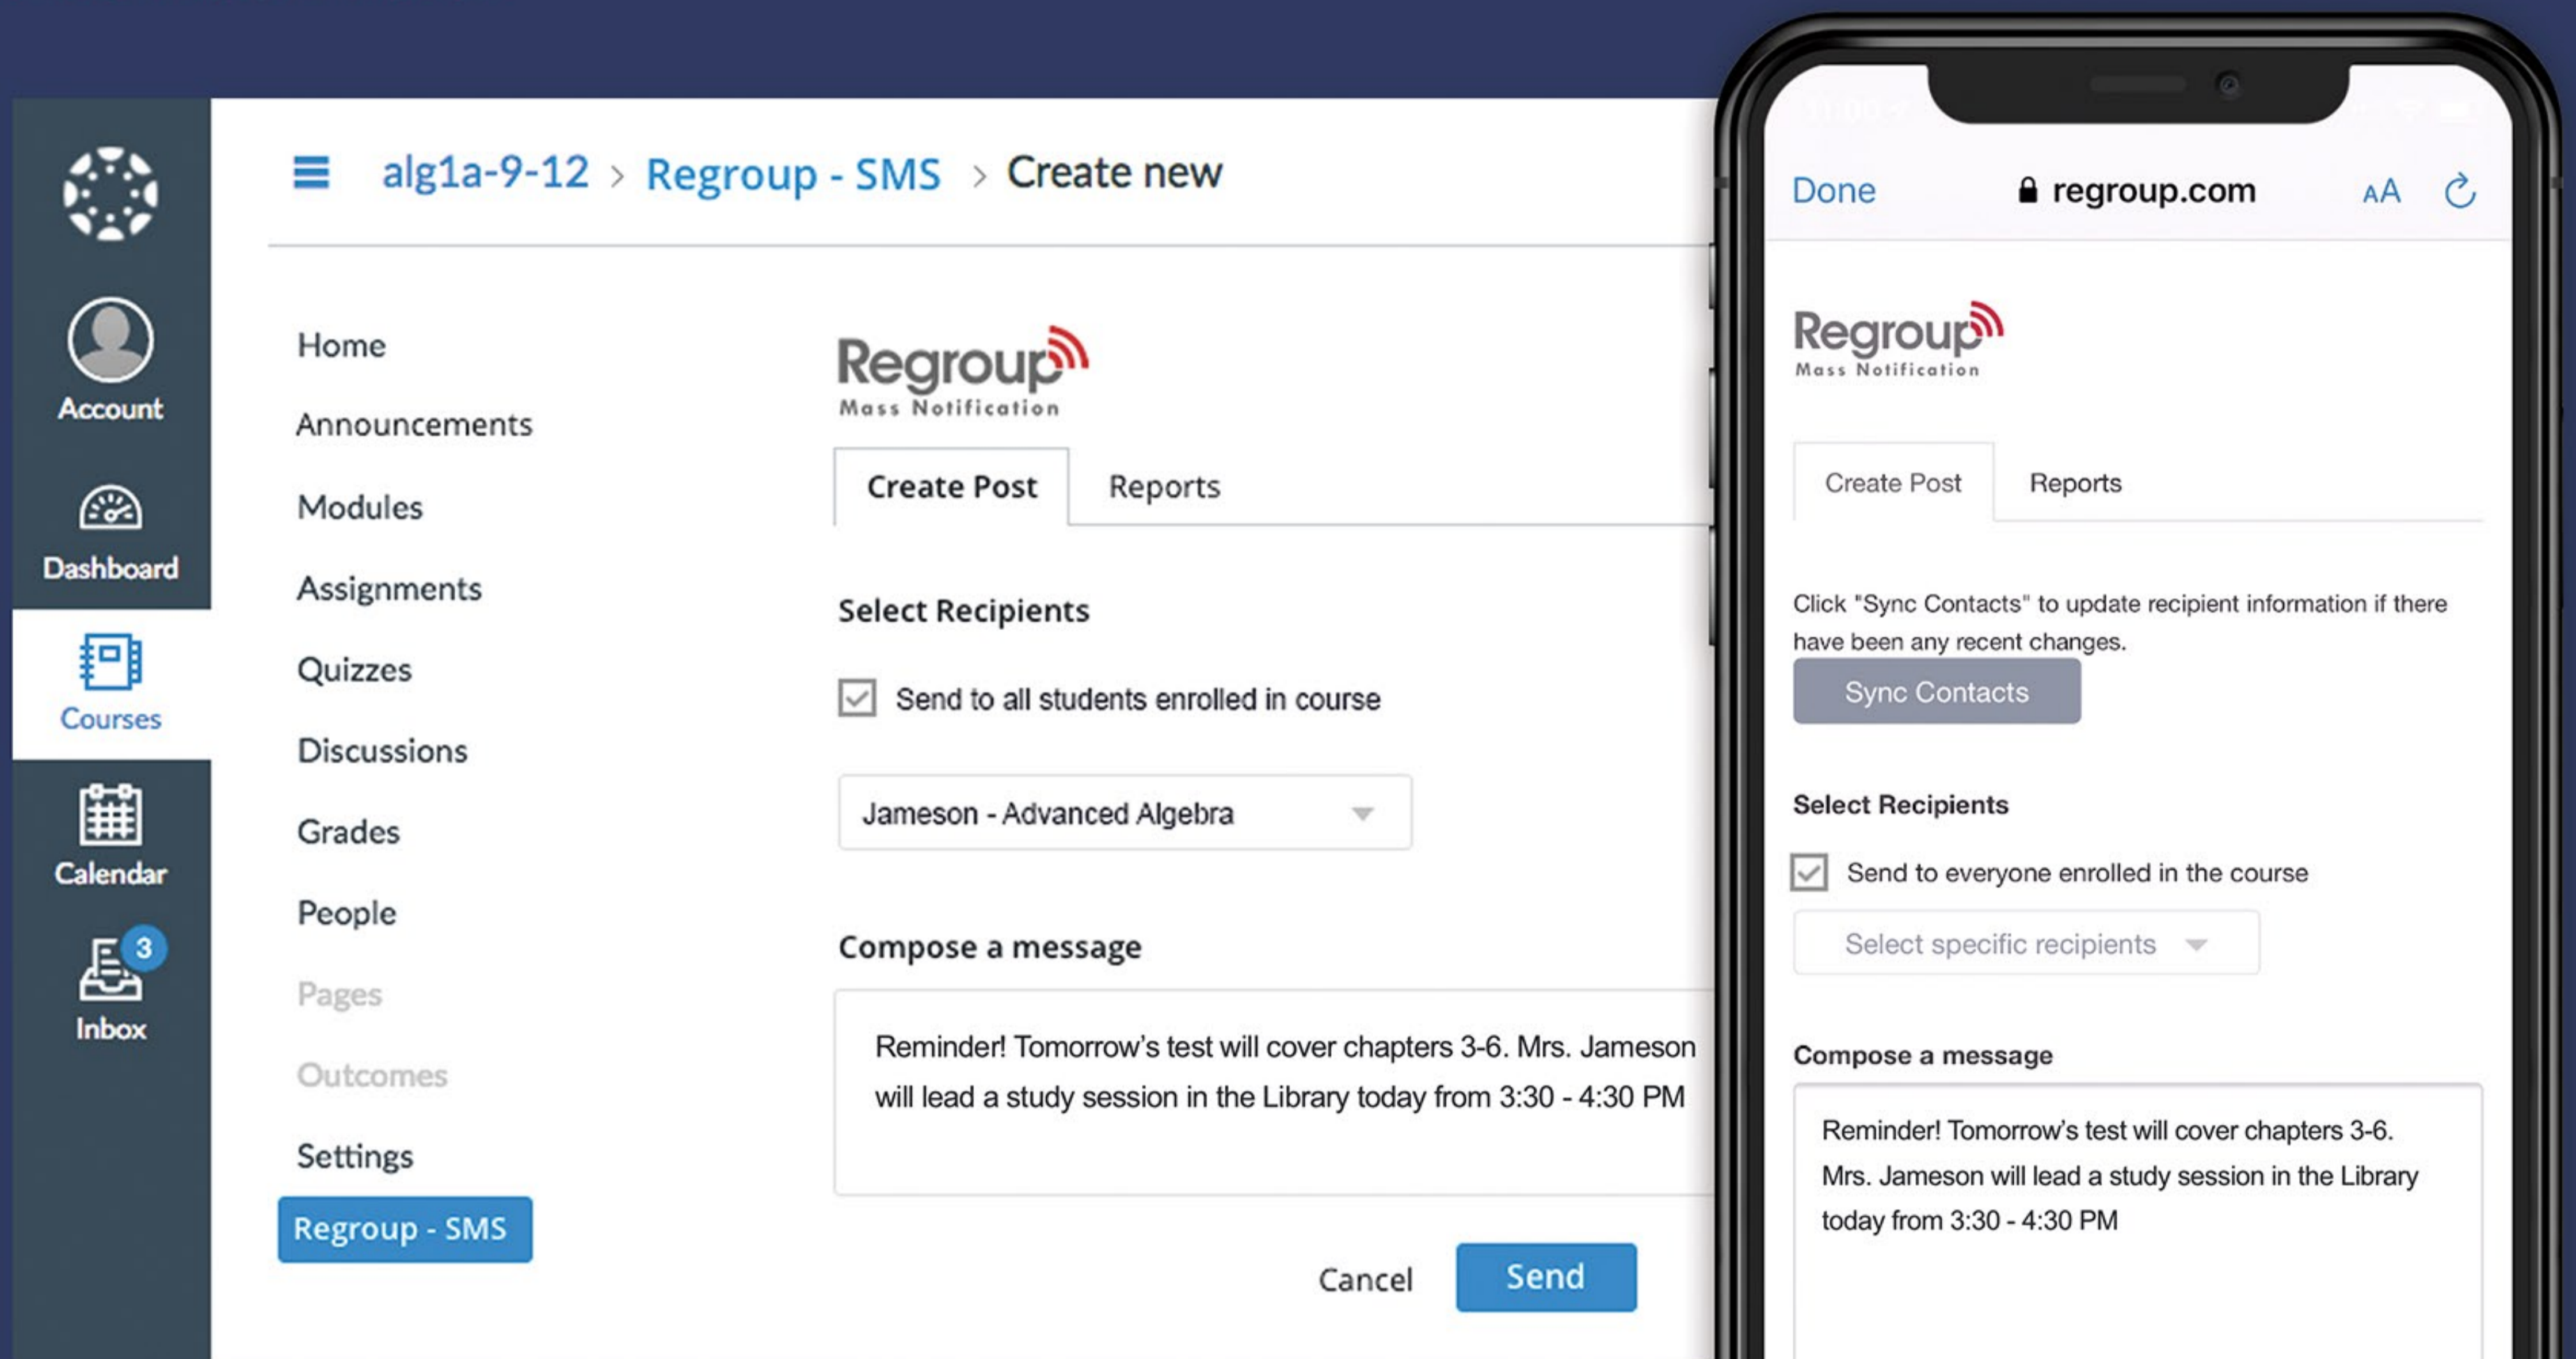 alg1a-9-12 > Regroup - SMS > Create new
Account
Dashboard
Courses
Calendar
3
Inbox
Home
Announcements
Modules
Assignments
Quizzes
Discussions
Grades
People
Pages
Outcomes
Settings
Regroup - SMS
Regroup
Mass Notification
Create Post Reports
Select Recipients
Send to all students enrolled in course
Jameson - Advanced Algebra
Compose a message
Reminder! Tomorrow’s test will cover chapters 3-6. Mrs. Jameson
will lead a study session in the Library today from 3:30 - 4:30 PM
Cancel Send
Done regroup.com AA
Regroup
Mass Notification
Create Post Reports
Click "Sync Contacts" to update recipient information if there
have been any recent changes.
Sync Contacts
Select Recipients
Send to everyone enrolled in the course
Select specific recipients
Compose a message
Reminder! Tomorrow’s test will cover chapters 3-6.
Mrs. Jameson will lead a study session in the Library
today from 3:30 - 4:30 PM